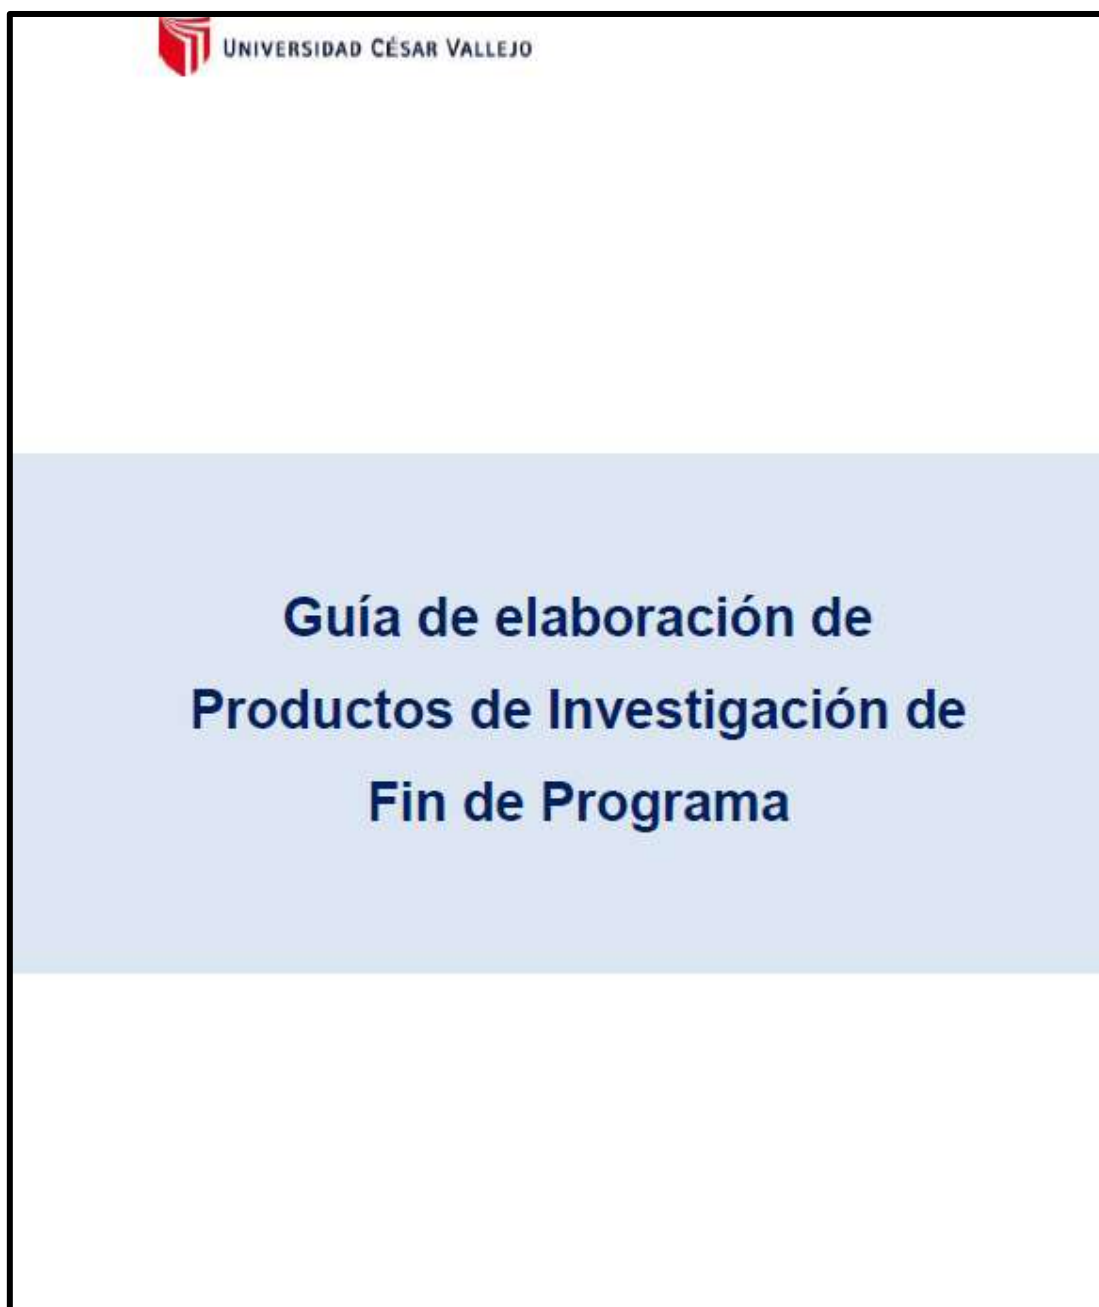 UNIVERSIDAD CÉSAR VALLEJO
Guía de elaboración de
Productos de Investigación de
Fin de Programa